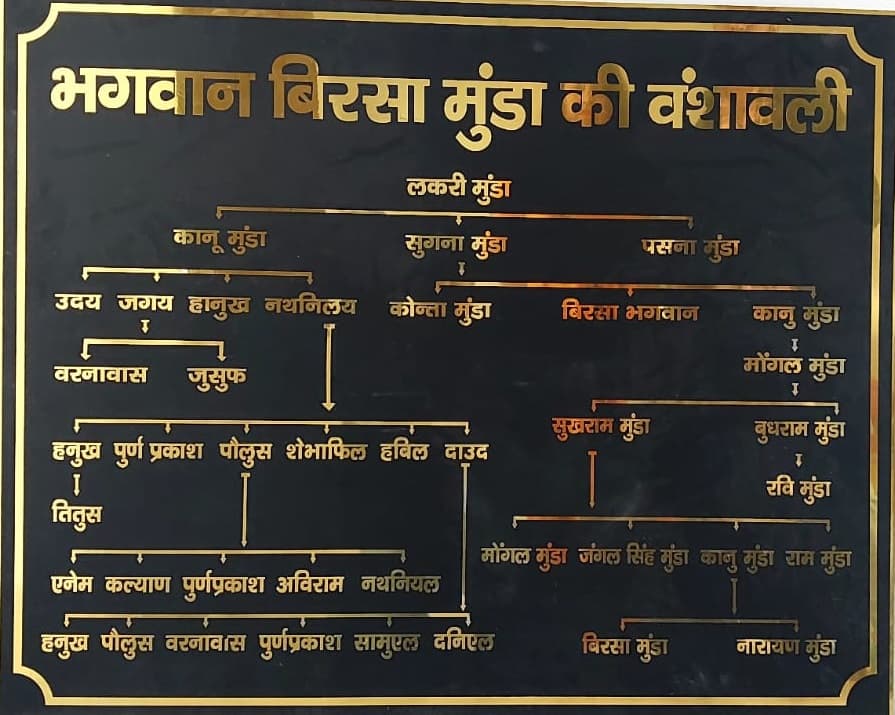 भगवान बिरसा मुंडा की वंशावली
लकरी मुंडा
कानू मुंडा सुगना मुंडा पसना मुंडा
उदय जगय हानुख नथनिलय कोन्ता मुंडा बिरसा भगवान कानु मुंडा
मोंगल मुंडा
वरनावास जुसुफ
सुखराम मुंडा बुधराम मुंडा
हनुख पुर्ण प्रकाश पौलुस शेभाफिल हबिल दाउद
रवि मुंडा
तितुस
मोंगल मुंडा जंगल सिंह मुंडा कानु मुंडा राम मुंडा
एनेम कल्याण पुर्णप्रकाश अविराम नथनियल
हनुख पौलुस वरनावास पुर्णप्रकाश सामुएल दनिएल बिरसा मुंडा नारायण मुंडा